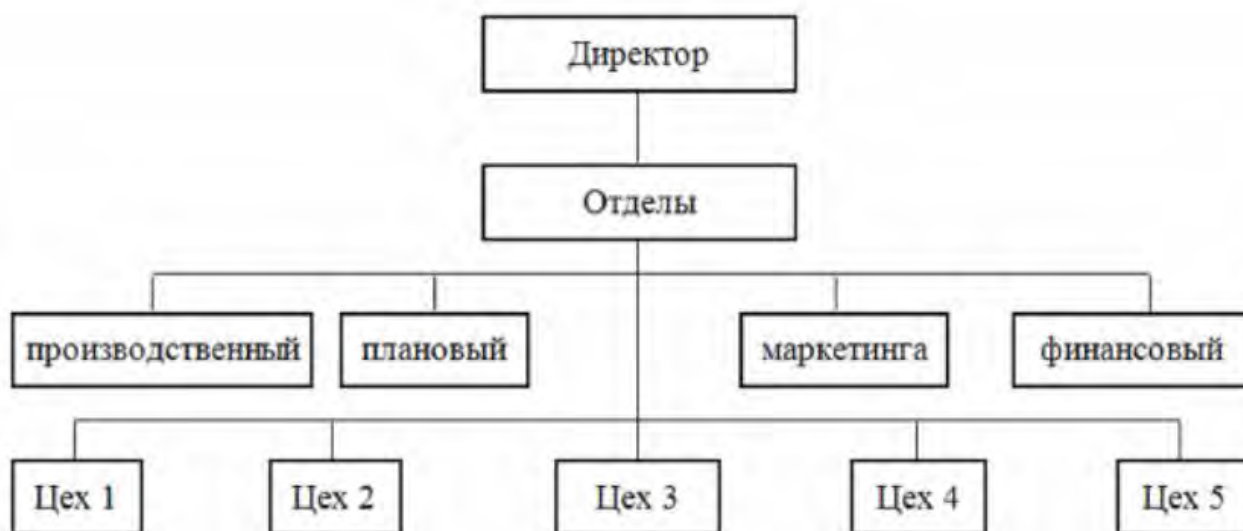 Директор
Отделы
производственный
плановый
маркетинга
финансовый
Цех 1
Цех 2
Цех 3
Цех 4
Цех 5